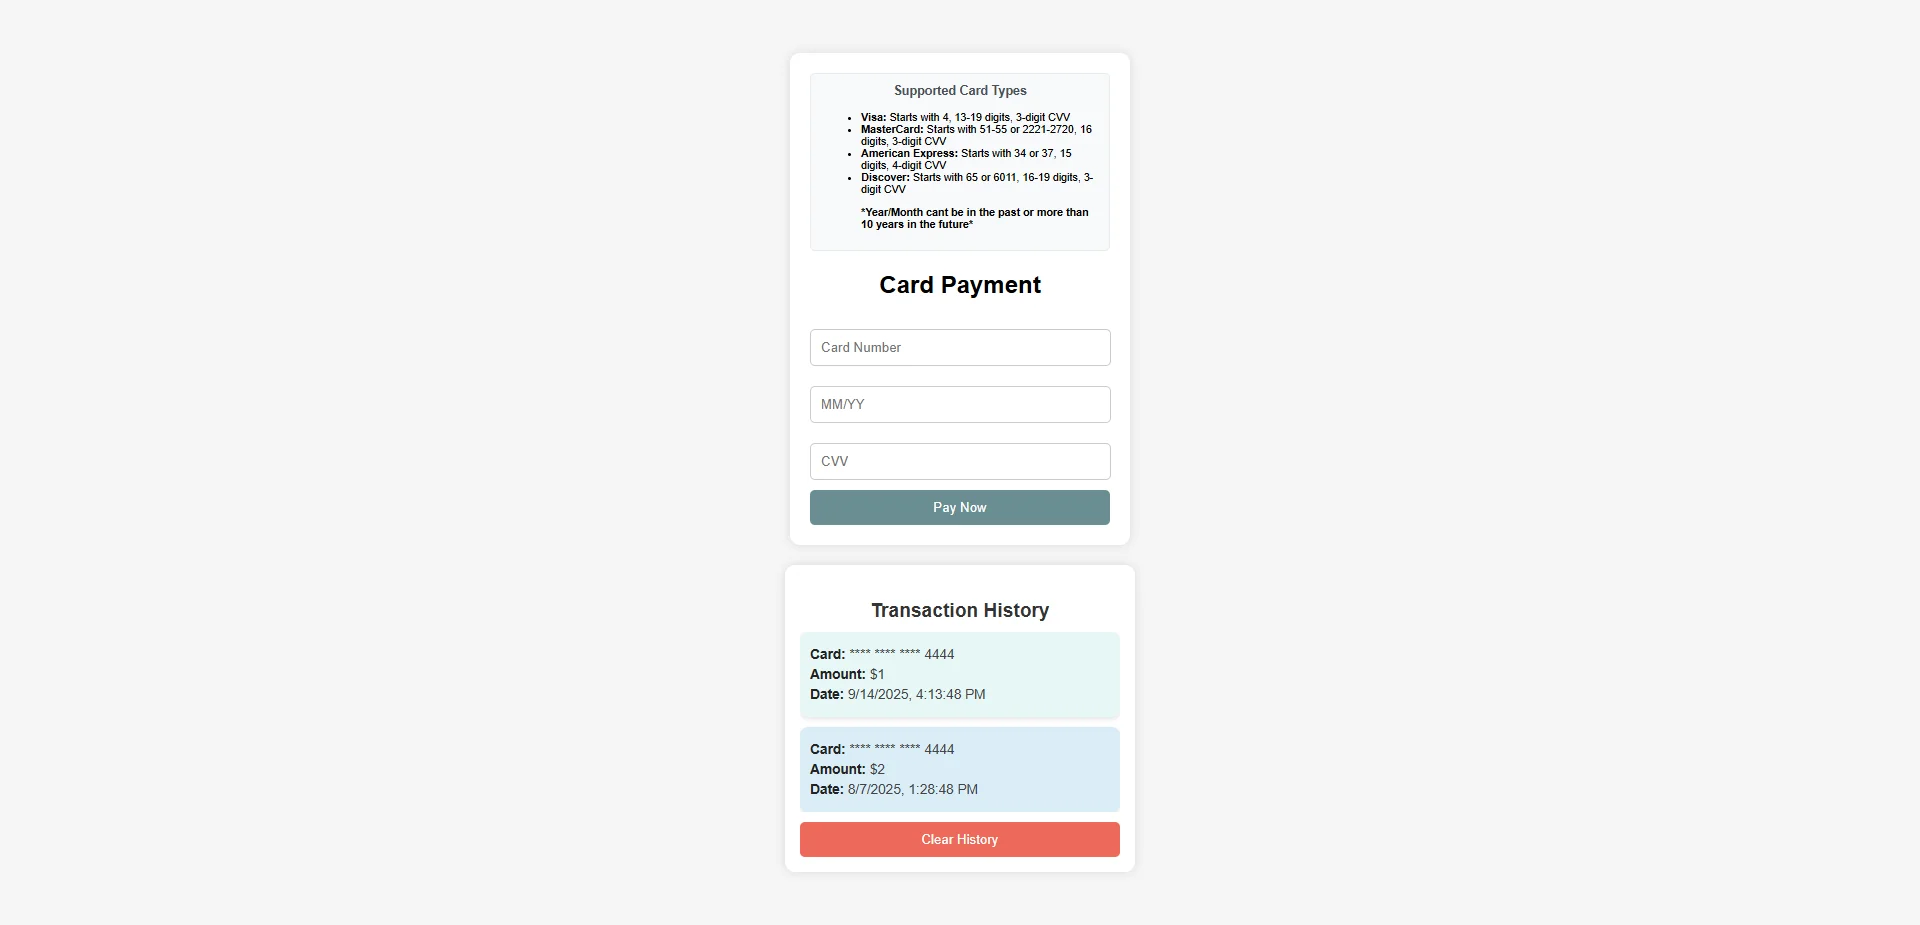 Supported Card Types
• Visa: Starts with 4, 13-19 digits, 3-digit CVV
• MasterCard: Starts with 51-55 or 2221-2720, 16
digits, 3-digit CVV
• American Express: Starts with 34 or 37, 15
digits, 4-digit CVV
• Discover: Starts with 65 or 6011, 16-19 digits, 3-
digit CVV
*Year/Month cant be in the past or more than
10 years in the future*
Card Payment
Card Number
MM/YY
CVV
Pay Now
Transaction History
Card: **** **** **** 4444
Amount: $1
Date: 9/14/2025, 4:13:48 PM
Card: **** **** **** 4444
Amount: $2
Date: 8/7/2025, 1:28:48 PM
Clear History